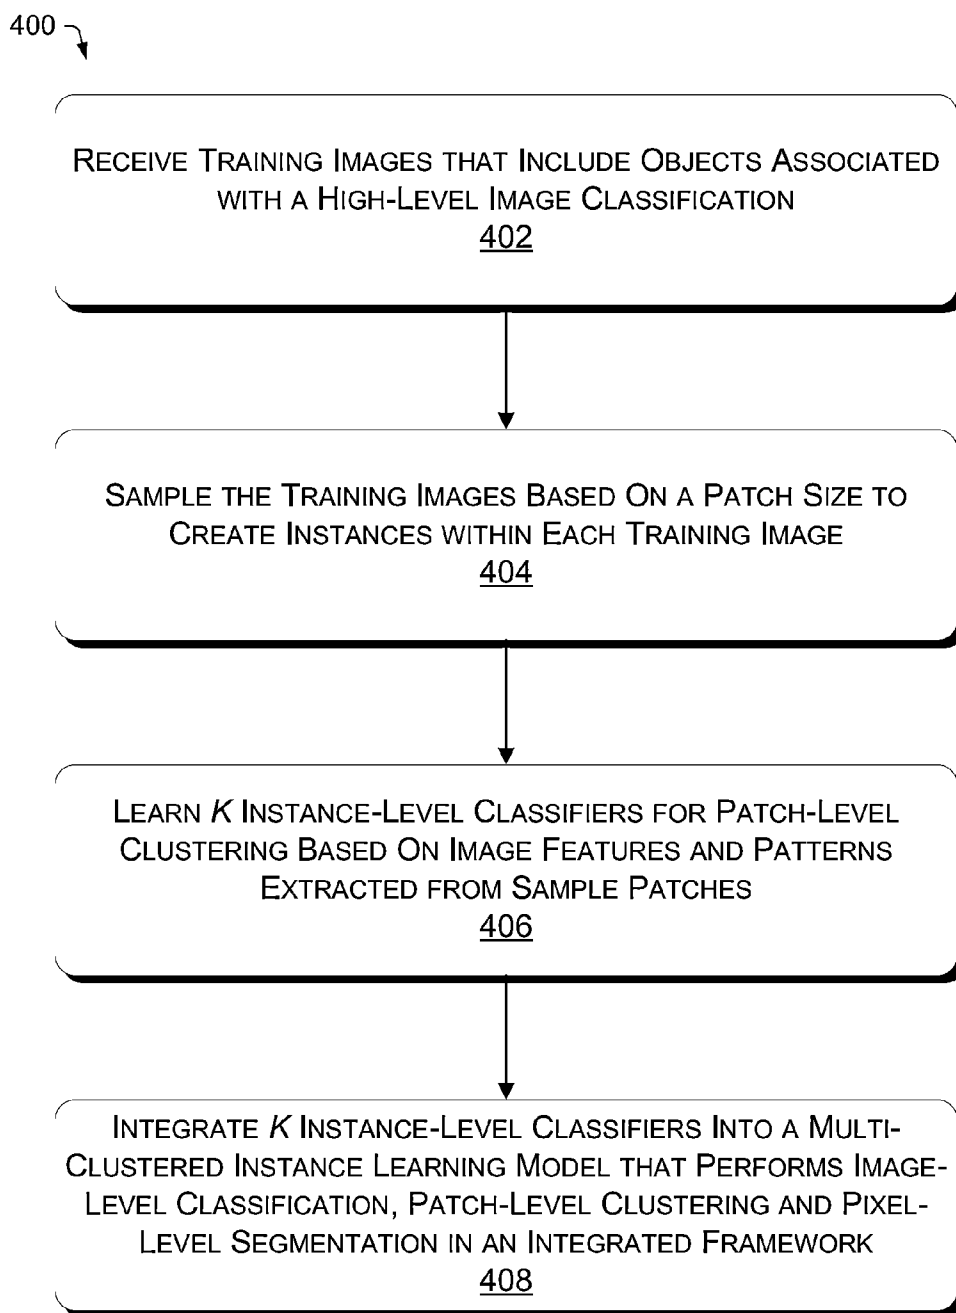 400
RECEIVE TRAINING IMAGES THAT INCLUDE OBJECTS ASSOCIATED
WITH A HIGH-LEVEL IMAGE CLASSIFICATION
402
SAMPLE THE TRAINING IMAGES BASED ON A PATCH SIZE TO
CREATE INSTANCES WITHIN EACH TRAINING IMAGE
404
LEARN K INSTANCE-LEVEL CLASSIFIERS FOR PATCH-LEVEL
CLUSTERING BASED ON IMAGE FEATURES AND PATTERNS
EXTRACTED FROM SAMPLE PATCHES
406
INTEGRATE K INSTANCE-LEVEL CLASSIFIERS INTO A MULTI-
CLUSTERED INSTANCE LEARNING MODEL THAT PERFORMS IMAGE-
LEVEL CLASSIFICATION, PATCH-LEVEL CLUSTERING AND PIXEL-
LEVEL SEGMENTATION IN AN INTEGRATED FRAMEWORK
408